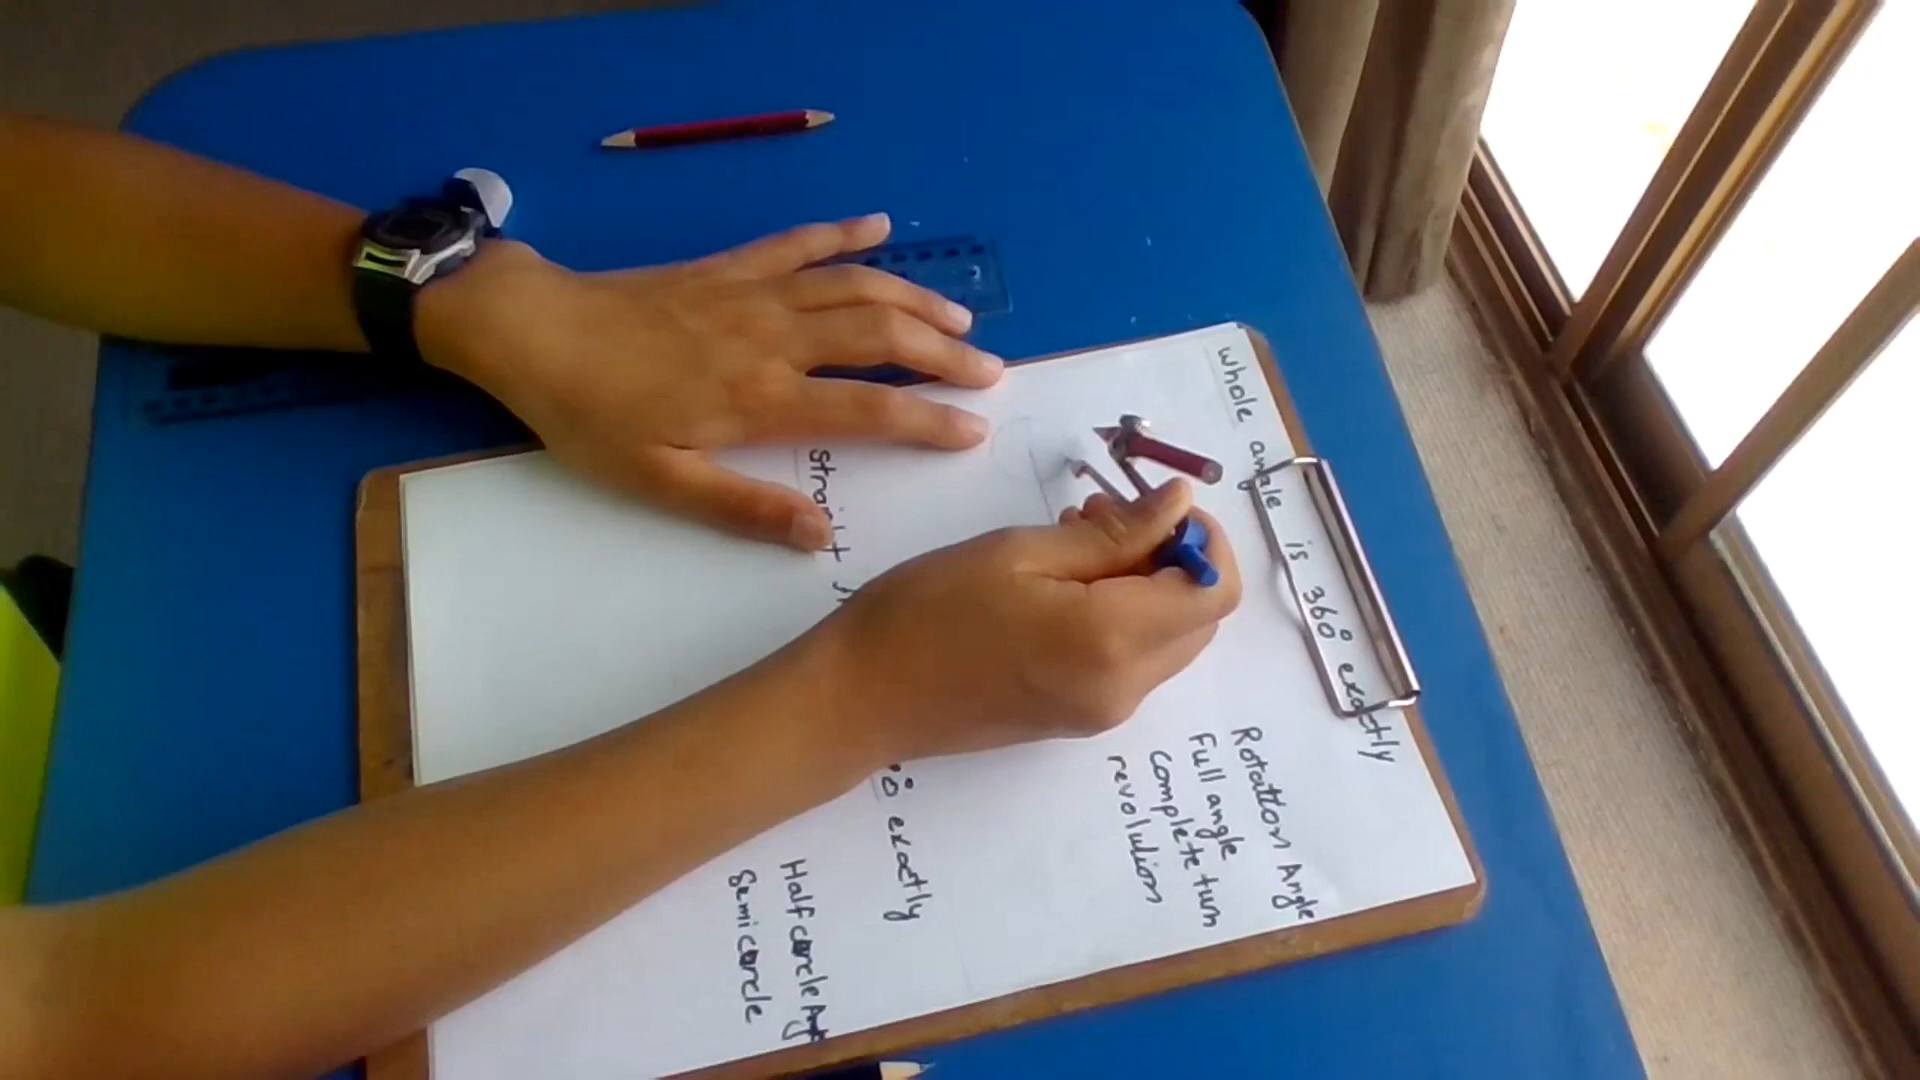 Whole angle is 360° exactly
Rotation Angle
Full angle
complete turn
revolution
straight
exactly
Half circle
Semi circle